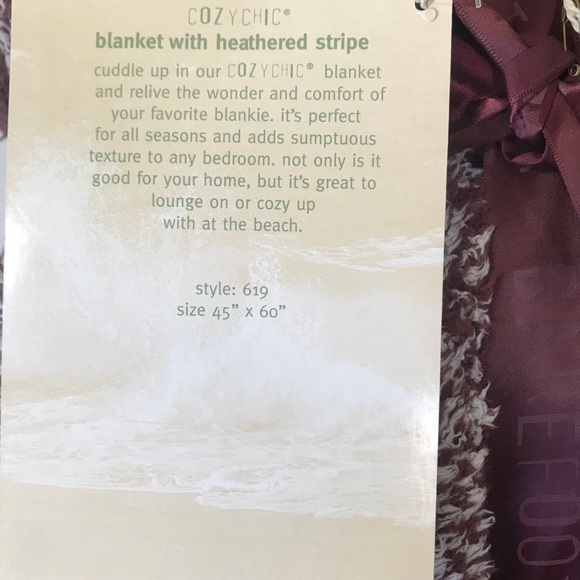 COZYCHIC®
blanket with heathered stripe
cuddle up in our COZYCHIC® blanket
and relive the wonder and comfort of
your favorite blankie. it's perfect
for all seasons and adds sumptuous
texture to any bedroom. not only is it
good for your home, but it's great to
lounge on or cozy up
with at the beach.
style: 619
size 45" x 60"
EFOO